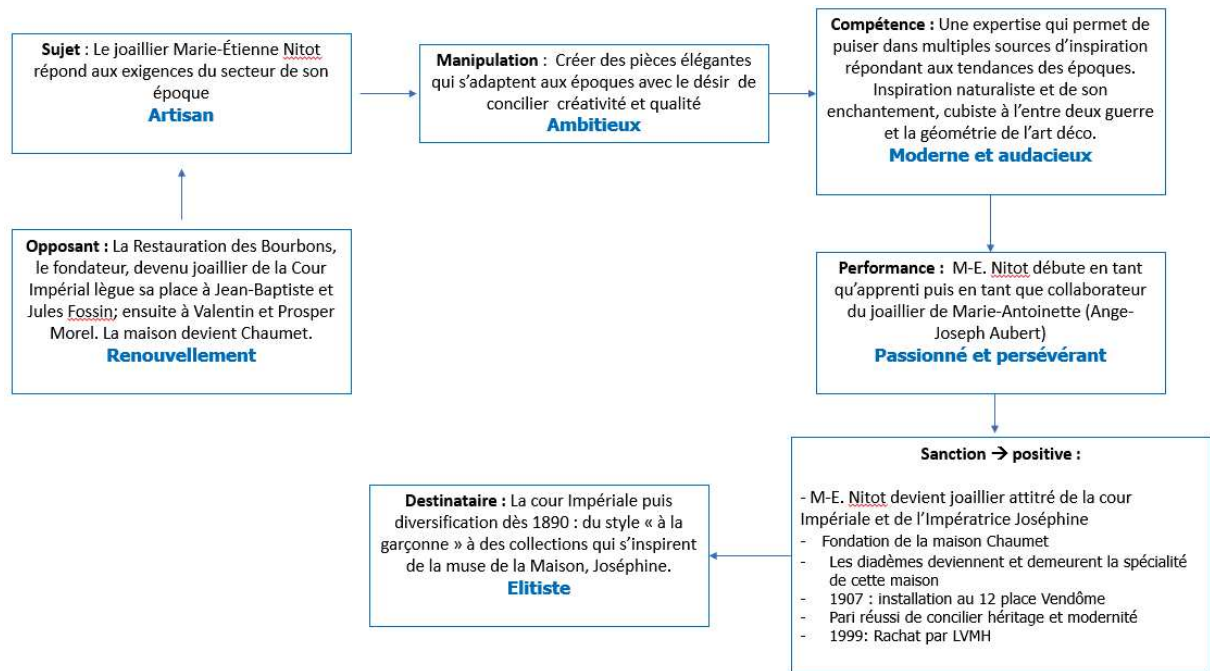 Sujet : Le joaillier Marie-Étienne Nitot
répond aux exigences du secteur de son
époque
Artisan
Manipulation :  Créer des pièces élégantes
qui s’adaptent aux époques avec le désir  de
concilier  créativité et qualité
Ambitieux
Compétence : Une expertise qui permet de
puiser dans multiples sources d’inspiration
répondant aux tendances des époques.
Inspiration naturaliste et de son
enchantement, cubiste à l’entre deux guerre
et la géométrie de l’art déco.
Moderne et audacieux
Opposant : La Restauration des Bourbons,
le fondateur, devenu joaillier de la Cour
Impérial lègue sa place à Jean-Baptiste et
Jules Fossin; ensuite à Valentin et Prosper
Morel. La maison devient Chaumet.
Renouvellement
Performance :  M-E. Nitot débute en tant
qu’apprenti puis en tant que collaborateur
du joaillier de Marie-Antoinette (Ange-
Joseph Aubert)
Passionné et persévérant
Sanction → positive :
- M-E. Nitot devient joaillier attitré de la cour
Impériale et de l’Impératrice Joséphine
- Fondation de la maison Chaumet
- Les diadèmes deviennent et demeurent la spécialité
de cette maison
- 1907 : installation au 12 place Vendôme
- Pari réussi de concilier héritage et modernité
- 1999: Rachat par LVMH
Destinataire : La cour Impériale puis
diversification dès 1890 : du style « à la
garçonne » à des collections qui s’inspirent
de la muse de la Maison, Joséphine.
Elitiste